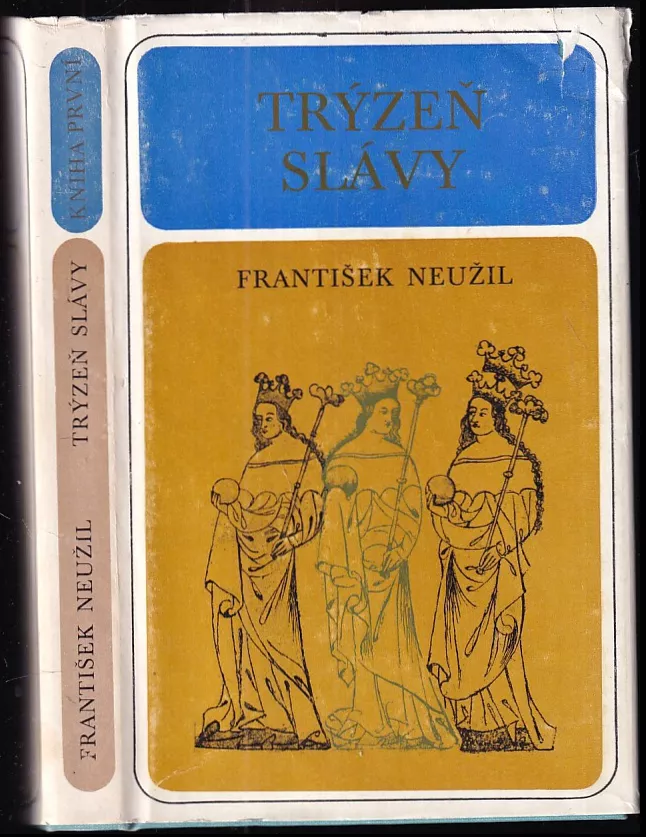 TRÝZEŇ
SLÁVY
FRANTIŠEK NEUŽIL
FRANTIŠEK NEUŽIL
TRÝZEŇ SLÁVY
KNIHA PRVNÍ